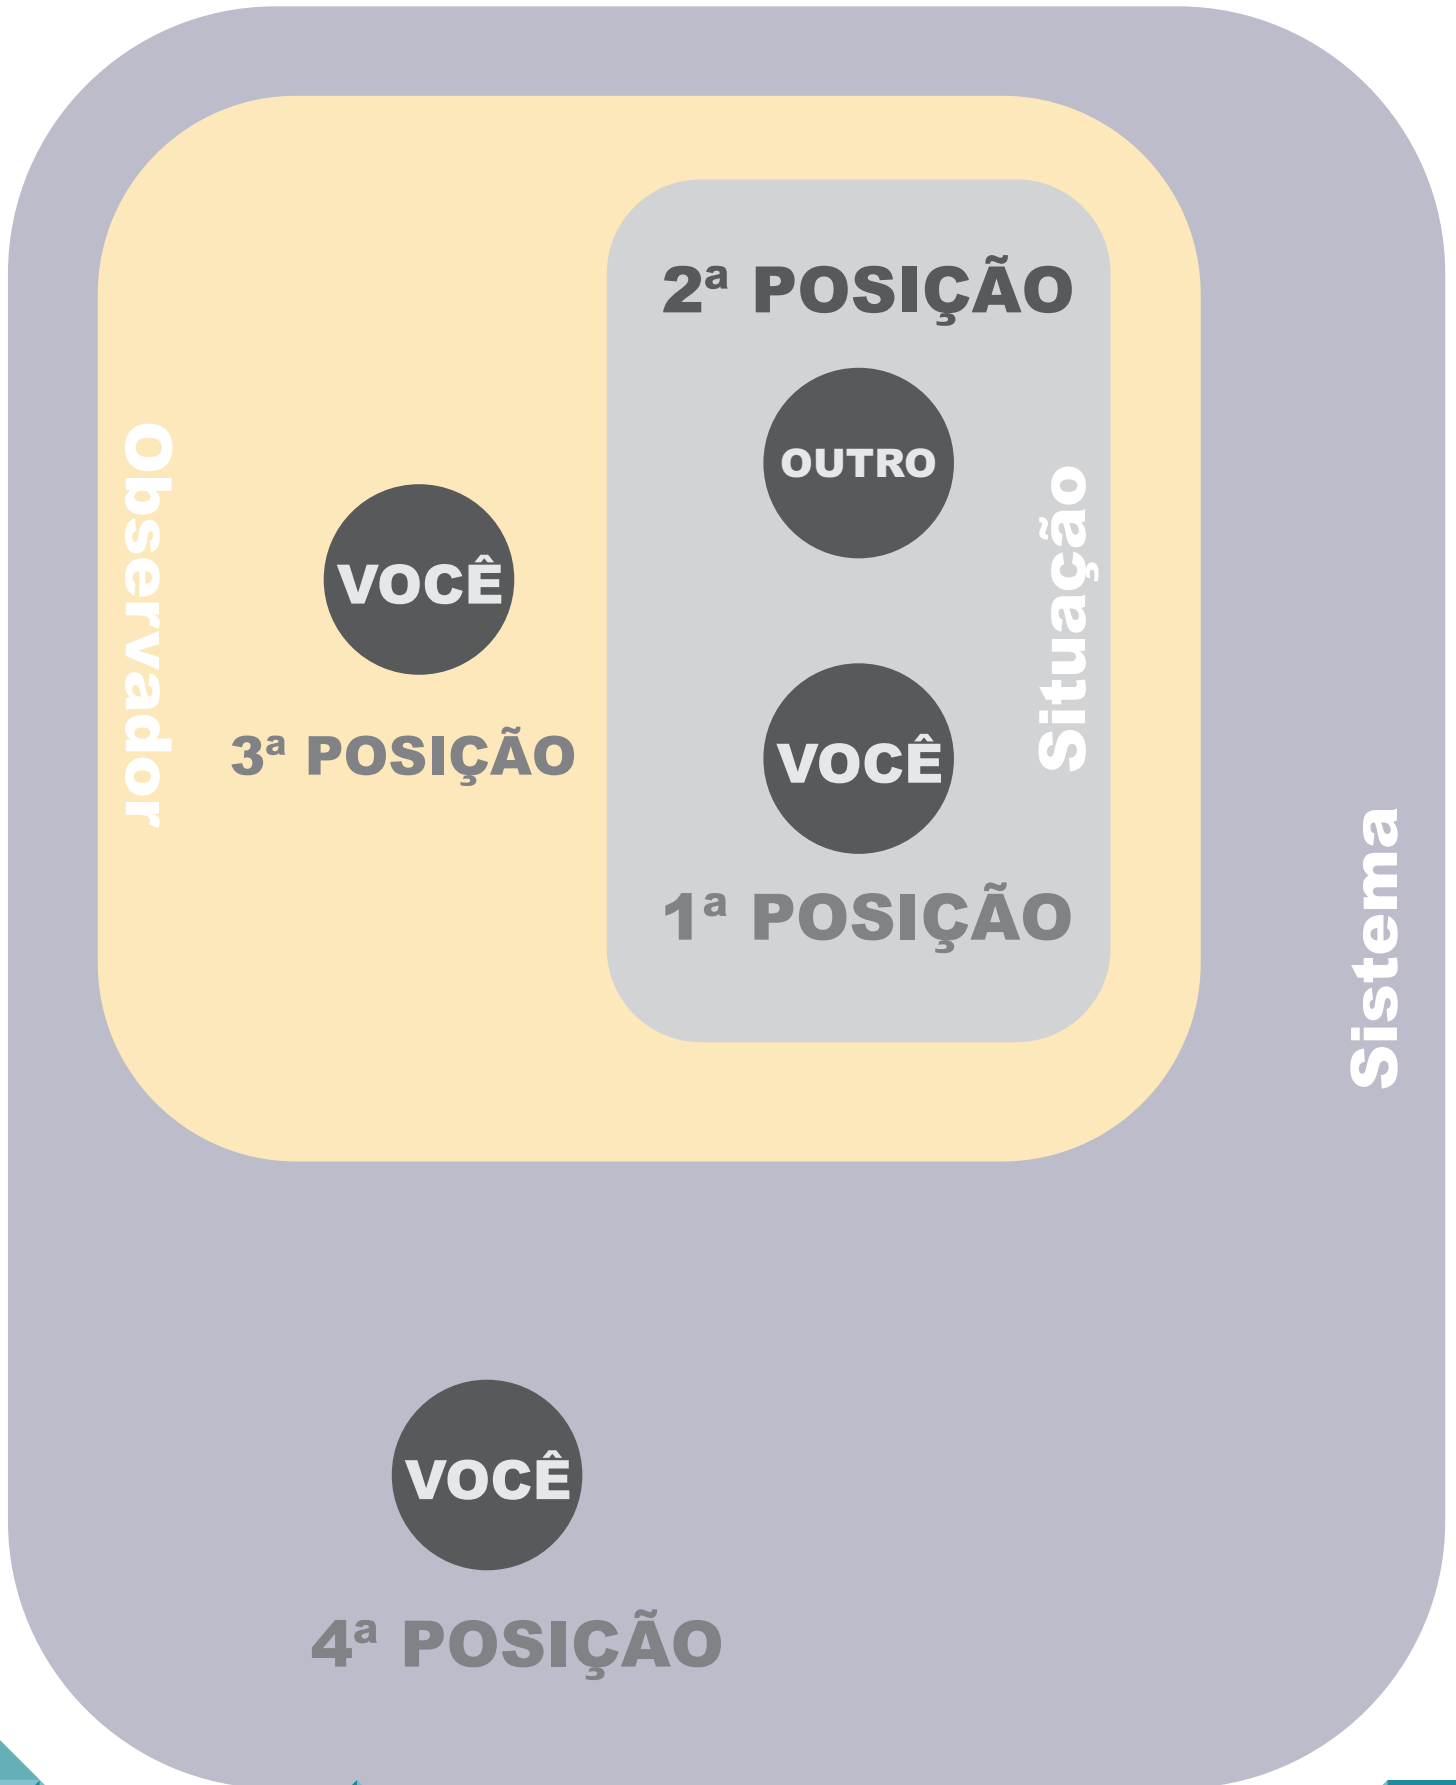 2ª POSIÇÃO
OUTRO
Observador
Situação
VOCÊ
3ª POSIÇÃO
VOCÊ
1ª POSIÇÃO
Sistema
VOCÊ
4ª POSIÇÃO